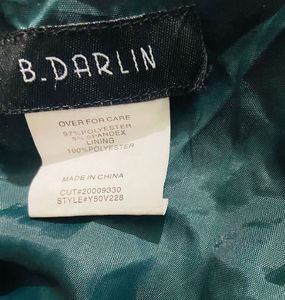 B.DARLIN
OVER FOR CARE
97% POLYESTER
3% SPANDEX
LINING
100% POLYESTER
MADE IN CHINA
CUT#20009330
STYLE#Y50V228